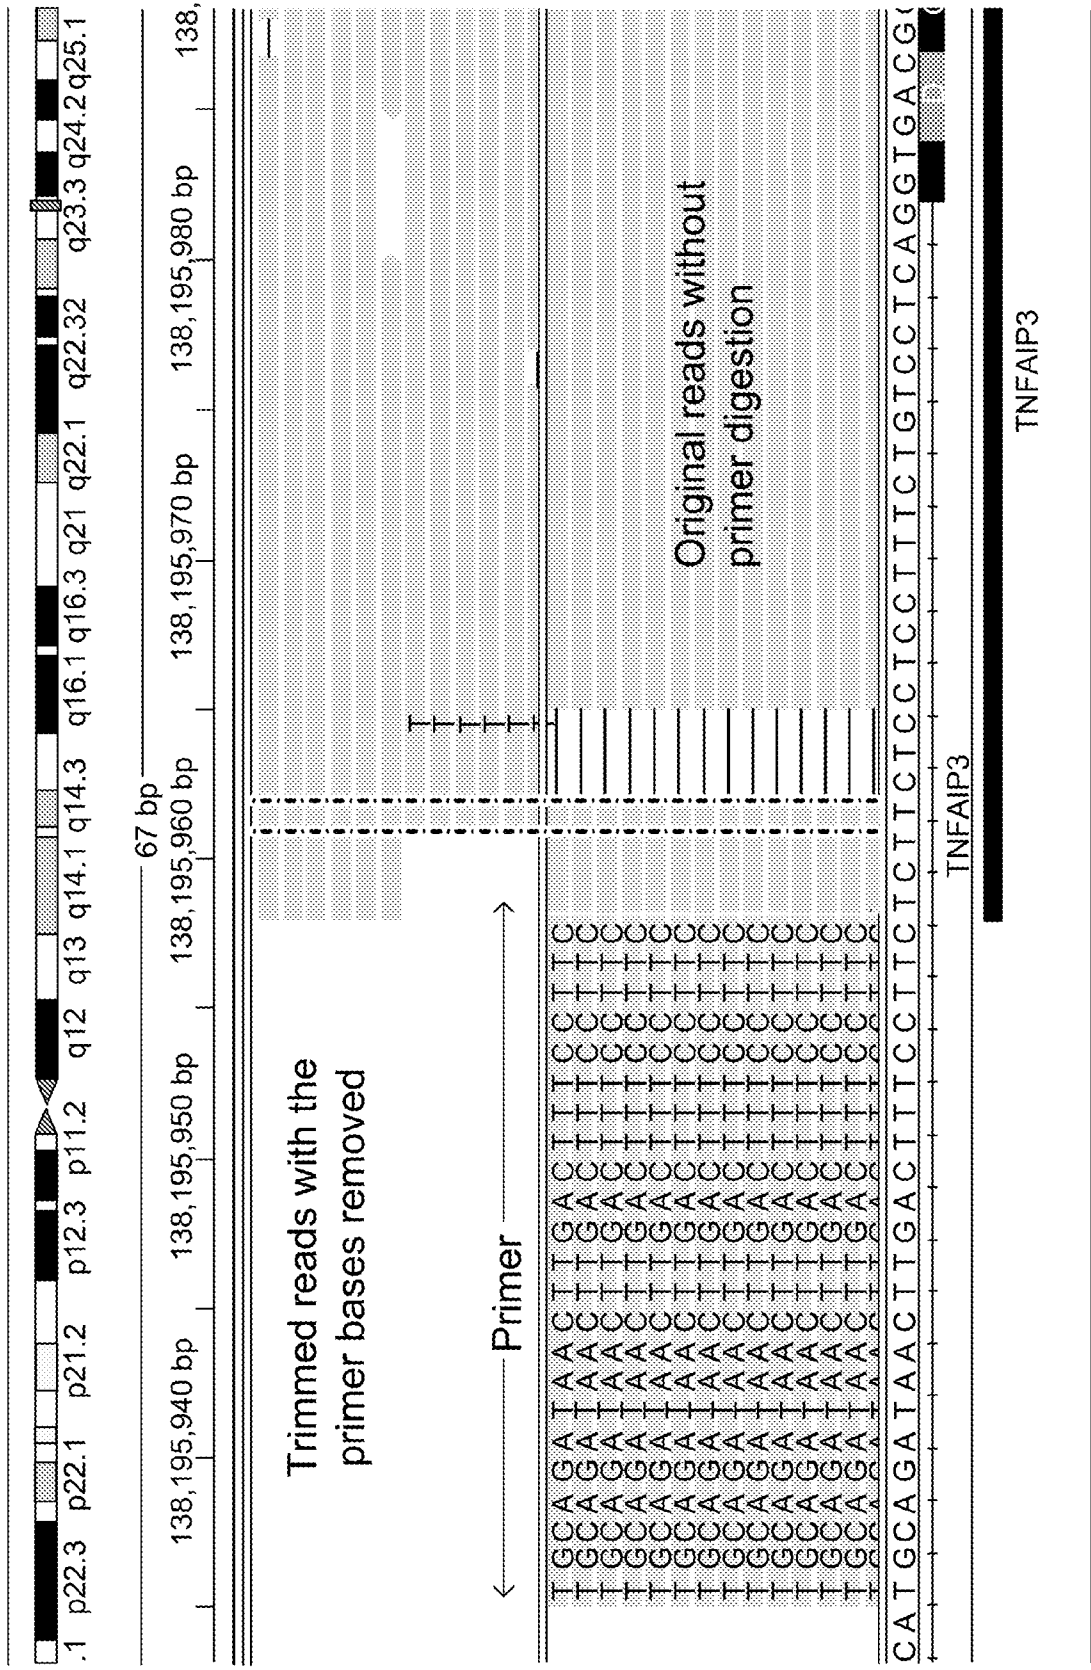 .1 p22.3 p22.1 p21.2 p12.3 p11.2 q12 q13 q14.1 q14.3 q16.1 q16.3 q21 q22.1 q22.32 q23.3 q24.2 q25.1
67 bp
138,195,940 bp 138,195,950 bp 138,195,960 bp 138,195,970 bp 138,195,980 bp 138,
Trimmed reads with the
primer bases removed
T
T
T
T
T
T
Primer
T G C A G A T A A C T T G A C T T T C C T T C
T G C A G A T A A C T T G A C T T T C C T T C
T G C A G A T A A C T T G A C T T T C C T T C
T G C A G A T A A C T T G A C T T T C C T T C
T G C A G A T A A C T T G A C T T T C C T T C
T G C A G A T A A C T T G A C T T T C C T T C
T G C A G A T A A C T T G A C T T T C C T T C
T G C A G A T A A C T T G A C T T T C C T T C
T G C A G A T A A C T T G A C T T T C C T T C
T G C A G A T A A C T T G A C T T T C C T T C
T G C A G A T A A C T T G A C T T T C C T T C
T G C A G A T A A C T T G A C T T T C C T T C
T G C A G A T A A C T T G A C T T T C C T T C
Original reads without
primer digestion
C A T G C A G A T A A C T T G A C T T T C C T T C T C T T C T C C T C C T T T C T G T C C T C A G G T G A C G
TNFAIP3
TNFAIP3